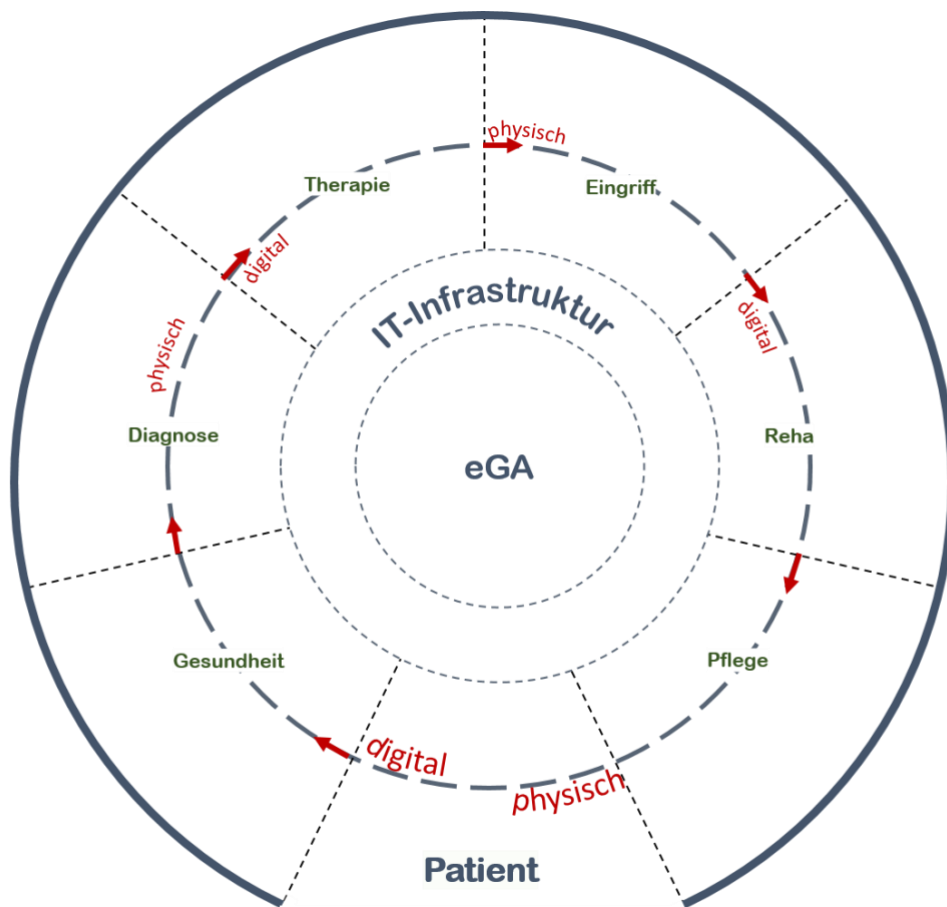 physisch
Therapie
Eingriff
digital
IT-Infrastruktur
digital
physisch
Diagnose
eGA
Reha
Gesundheit
Pflege
digital
physisch
Patient